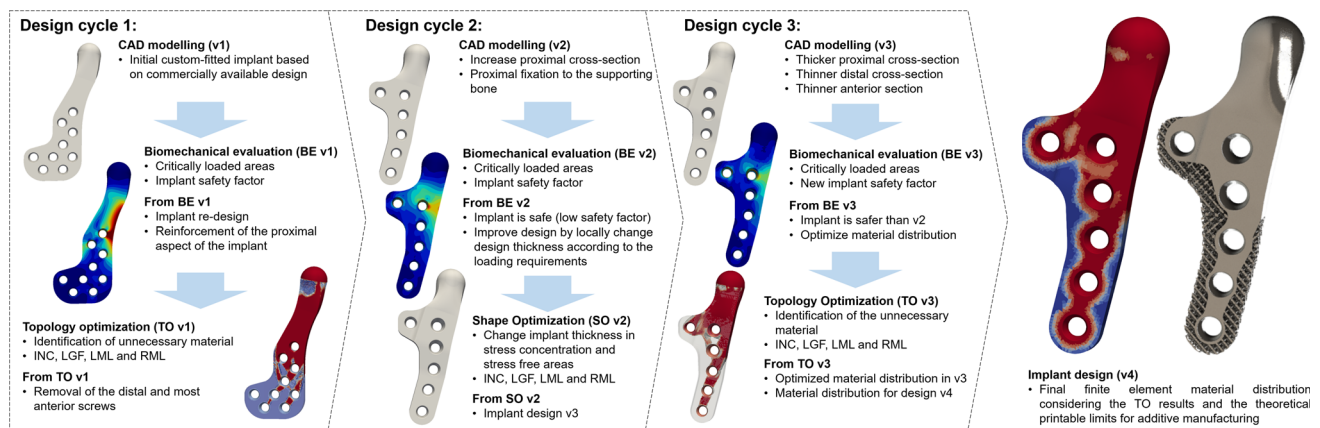 Design cycle 1:
CAD modelling (v1)
• Initial custom-fitted implant based
on commercially available design
Biomechanical evaluation (BE v1)
• Critically loaded areas
• Implant safety factor
From BE v1
• Implant re-design
• Reinforcement of the proximal
aspect of the implant
Topology optimization (TO v1)
• Identification of unnecessary material
• INC, LGF, LML and RML
From TO v1
• Removal of the distal and most
anterior screws
Design cycle 2:
CAD modelling (v2)
• Increase proximal cross-section
• Proximal fixation to the supporting
bone
Biomechanical evaluation (BE v2)
• Critically loaded areas
• Implant safety factor
From BE v2
• Implant is safe (low safety factor)
• Improve design by locally change
design thickness according to the
loading requirements
Shape Optimization (SO v2)
• Change implant thickness in
stress concentration and
stress free areas
• INC, LGF, LML and RML
From SO v2
• Implant design v3
Design cycle 3:
CAD modelling (v3)
• Thicker proximal cross-section
• Thinner distal cross-section
• Thinner anterior section
Biomechanical evaluation (BE v3)
• Critically loaded areas
• New implant safety factor
From BE v3
• Implant is safer than v2
• Optimize material distribution
Topology Optimization (TO v3)
• Identification of the unnecessary
material
• INC, LGF, LML and RML
From TO v3
• Optimized material distribution in v3
• Material distribution for design v4
Implant design (v4)
• Final finite element material distribution
considering the TO results and the theoretical
printable limits for additive manufacturing